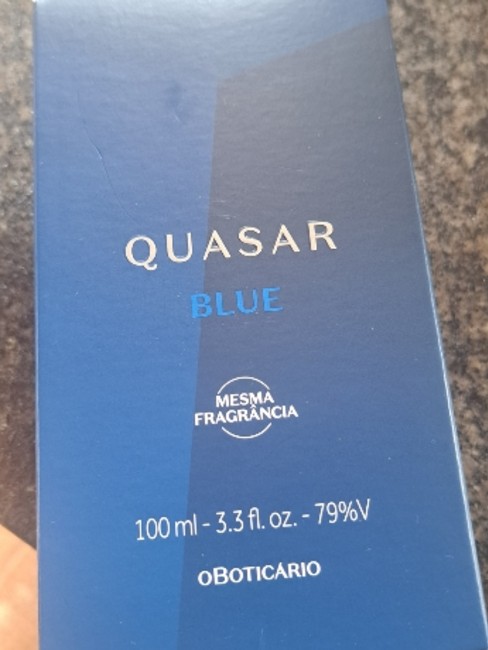 QUASAR
BLUE
MESMA
FRAGRÂNCIA
100 ml - 3.3 fl. oz. - 79%V
oBOTICÁRIO